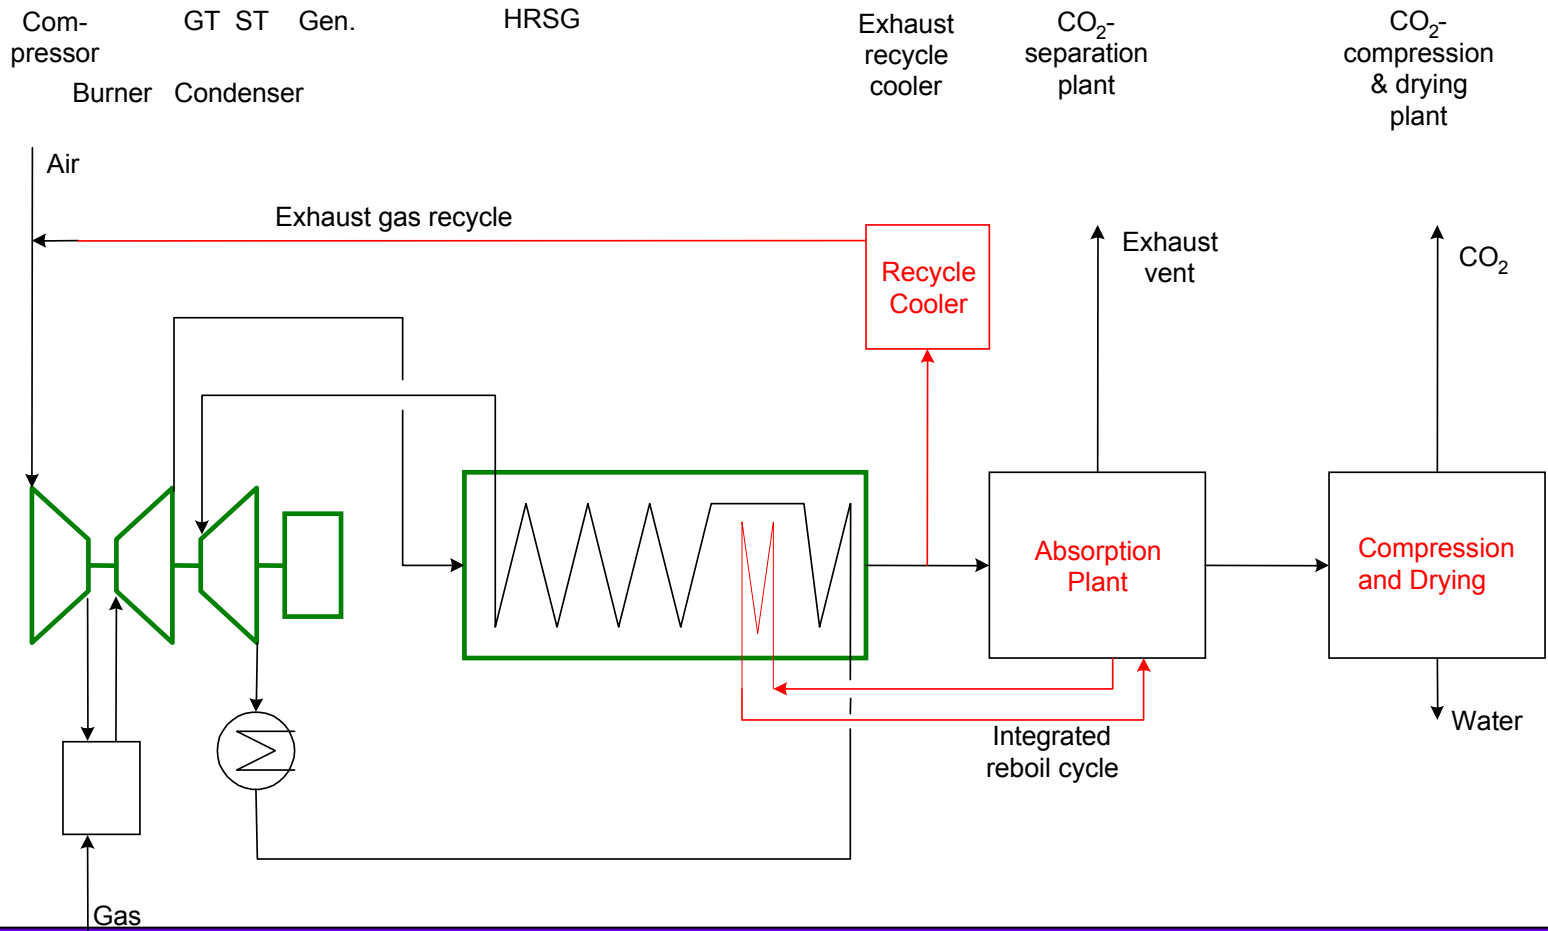 Com-
pressor
GT ST Gen.
HRSG
Exhaust
recycle
cooler
CO₂-
separation
plant
CO₂-
compression
& drying
plant
Burner Condenser
Air
Exhaust gas recycle
Recycle
Cooler
Exhaust
vent
CO₂
Absorption
Plant
Compression
and Drying
Integrated
reboil cycle
Water
Gas